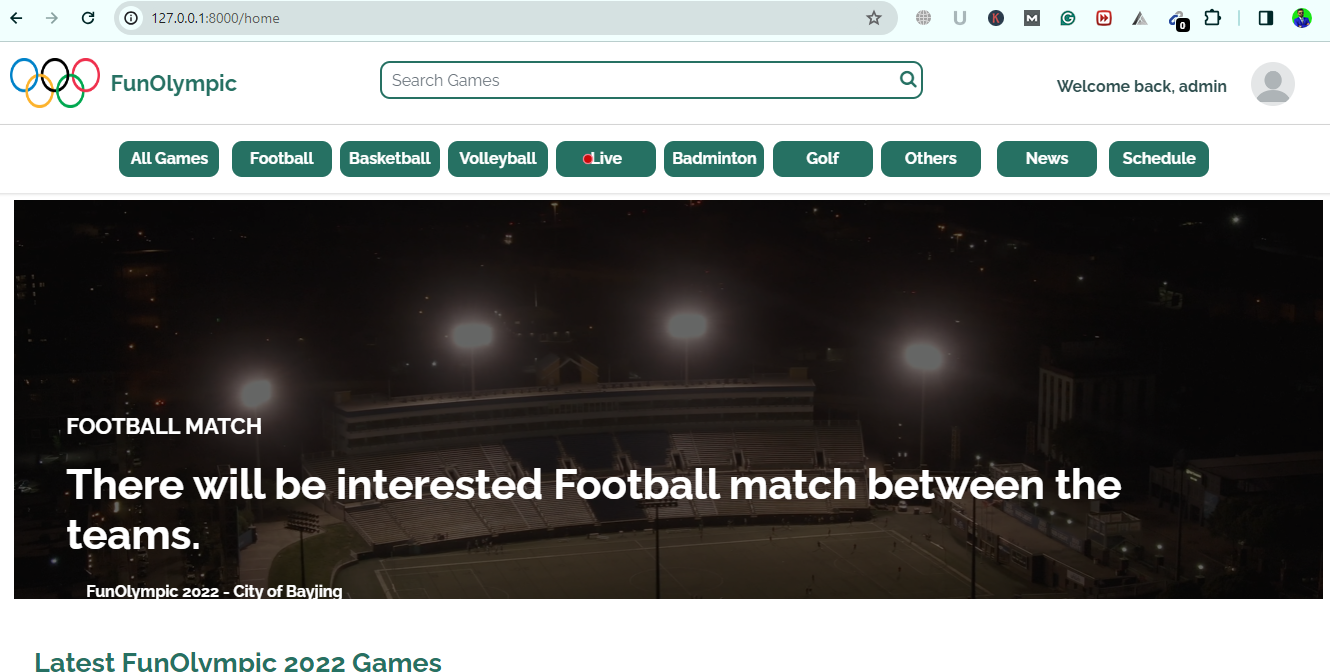 127.0.0.1:8000/home
U
K
M
G
0
FunOlympic
Search Games
Welcome back, admin
All Games
Football
Basketball
Volleyball
Live
Badminton
Golf
Others
News
Schedule
FOOTBALL MATCH
There will be interested Football match between the
teams.
FunOlympic 2022 - City of Bayjing
Latest FunOlympic 2022 Games